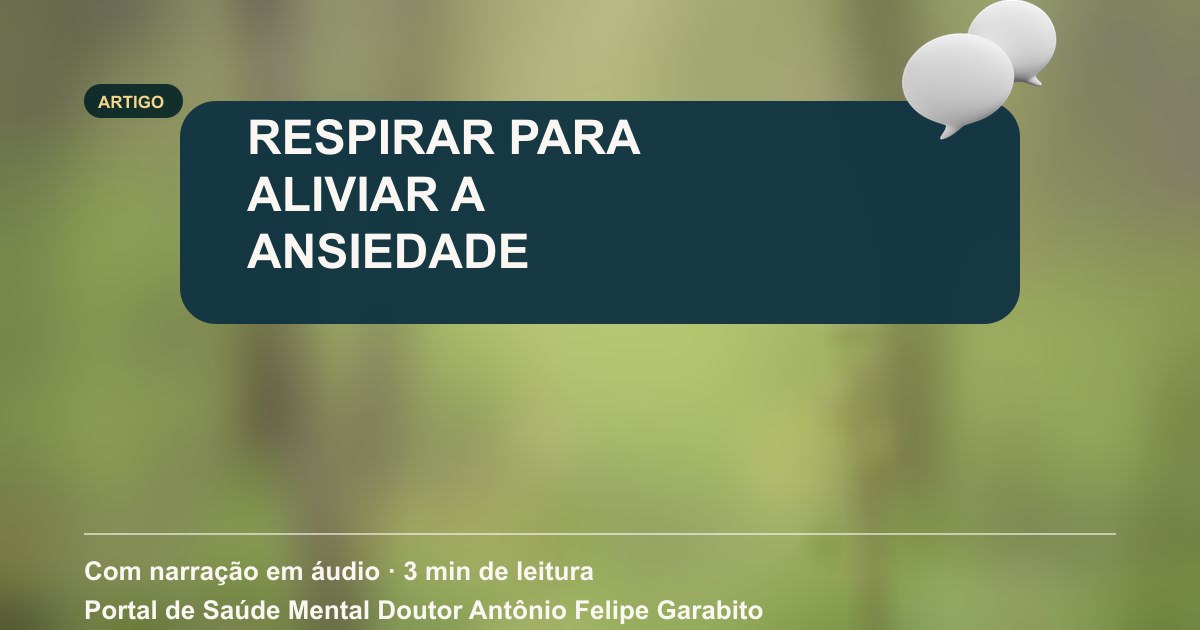 ARTIGO
RESPIRAR PARA
ALIVIAR A
ANSIEDADE
Com narração em áudio · 3 min de leitura
Portal de Saúde Mental Doutor Antônio Felipe Garabito